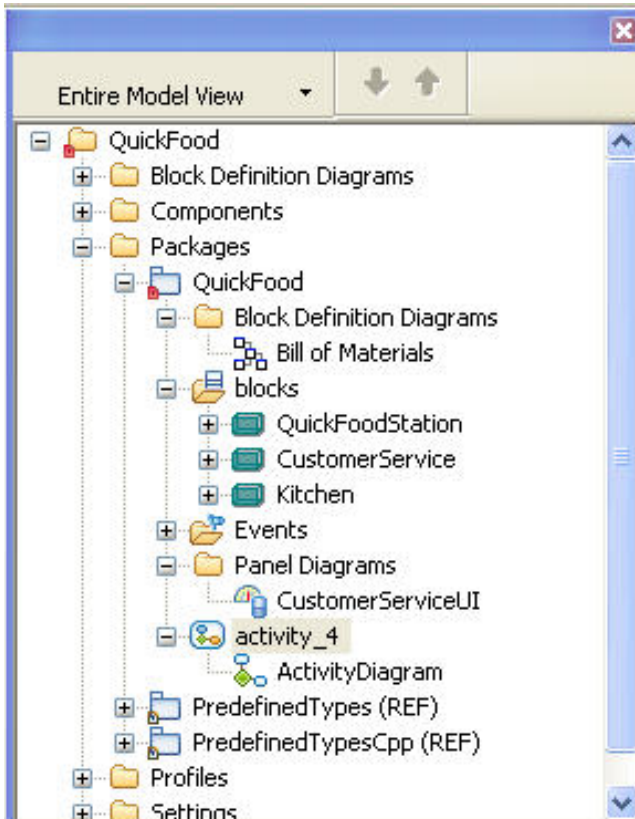 Entire Model View
QuickFood
Block Definition Diagrams
Components
Packages
QuickFood
Block Definition Diagrams
Bill of Materials
blocks
QuickFoodStation
CustomerService
Kitchen
Events
Panel Diagrams
CustomerServiceUI
activity_4
ActivityDiagram
PredefinedTypes (REF)
PredefinedTypesCpp (REF)
Profiles
Settings